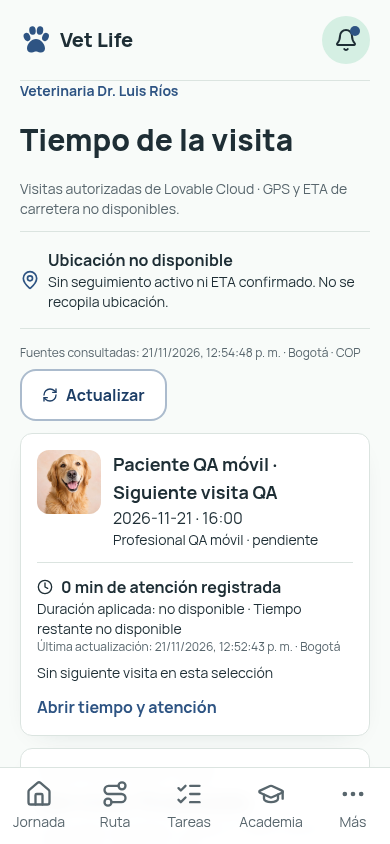 Vet Life
Veterinaria Dr. Luis Ríos
Tiempo de la visita
Visitas autorizadas de Lovable Cloud · GPS y ETA de
carretera no disponibles.
Ubicación no disponible
Sin seguimiento activo ni ETA confirmado. No se
recopila ubicación.
Fuentes consultadas: 21/11/2026, 12:54:48 p. m. · Bogotá · COP
Actualizar
Paciente QA móvil ·
Siguiente visita QA
2026-11-21 · 16:00
Profesional QA móvil · pendiente
0 min de atención registrada
Duración aplicada: no disponible · Tiempo
restante no disponible
Última actualización: 21/11/2026, 12:52:43 p. m. · Bogotá
Sin siguiente visita en esta selección
Abrir tiempo y atención
Jornada
Ruta
Tareas
Academia
Más